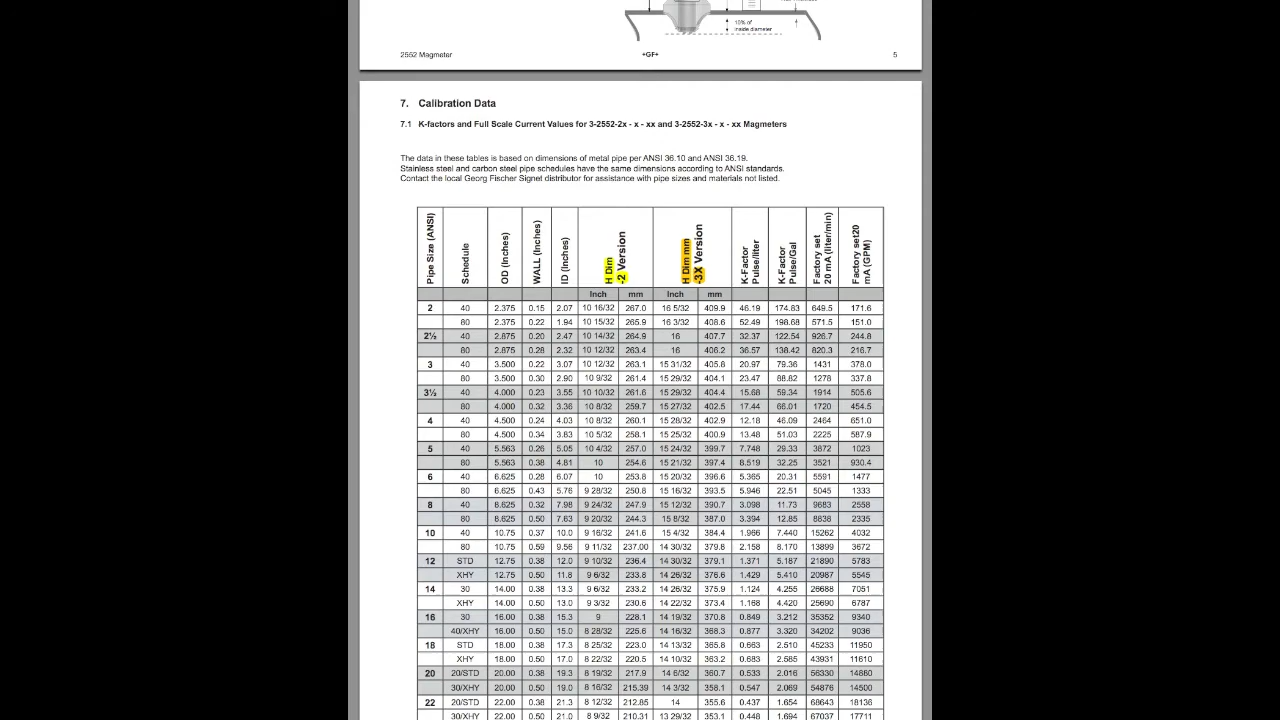 10% of
inside diameter
2552 Magmeter +GF+ 5
7. Calibration Data
7.1 K-factors and Full Scale Current Values for 3-2552-2x - x - xx and 3-2552-3x - x - xx Magmeters
The data in these tables is based on dimensions of metal pipe per ANSI 36.10 and ANSI 36.19.
Stainless steel and carbon steel pipe schedules have the same dimensions according to ANSI standards.
Contact the local Georg Fischer Signet distributor for assistance with pipe sizes and materials not listed.
Pipe Size (ANSI) Schedule OD (Inches) WALL (Inches) ID (Inches) H Dim -2 Version H Dim mm -3X Version K-Factor Pulse/liter K-Factor Pulse/Gal Factory set 20 mA (liter/min) Factory set20 mA (GPM)
Inch mm Inch mm
2 40 2.375 0.15 2.07 10 16/32 267.0 16 5/32 409.9 46.19 174.83 649.5 171.6
80 2.375 0.22 1.94 10 15/32 265.9 16 3/32 408.6 52.49 198.68 571.5 151.0
2½ 40 2.875 0.20 2.47 10 14/32 264.9 16 407.7 32.37 122.54 926.7 244.8
80 2.875 0.28 2.32 10 12/32 263.4 16 406.2 36.57 138.42 820.3 216.7
3 40 3.500 0.22 3.07 10 12/32 263.1 15 31/32 405.8 20.97 79.36 1431 378.0
80 3.500 0.30 2.90 10 9/32 261.4 15 29/32 404.1 23.47 88.82 1278 337.8
3½ 40 4.000 0.23 3.55 10 10/32 261.6 15 29/32 404.4 15.68 59.34 1914 505.6
80 4.000 0.32 3.36 10 8/32 259.7 15 27/32 402.5 17.44 66.01 1720 454.5
4 40 4.500 0.24 4.03 10 8/32 260.1 15 28/32 402.9 12.18 46.09 2464 651.0
80 4.500 0.34 3.83 10 5/32 258.1 15 25/32 400.9 13.48 51.03 2225 587.9
5 40 5.563 0.26 5.05 10 4/32 257.0 15 24/32 399.7 7.748 29.33 3872 1023
80 5.563 0.38 4.81 10 254.6 15 21/32 397.4 8.519 32.25 3521 930.4
6 40 6.625 0.28 6.07 10 253.8 15 20/32 396.6 5.365 20.31 5591 1477
80 6.625 0.43 5.76 9 28/32 250.8 15 16/32 393.5 5.946 22.51 5045 1333
8 40 8.625 0.32 7.98 9 24/32 247.9 15 12/32 390.7 3.098 11.73 9683 2558
80 8.625 0.50 7.63 9 20/32 244.3 15 8/32 387.0 3.394 12.85 8838 2335
10 40 10.75 0.37 10.0 9 16/32 241.6 15 4/32 384.4 1.966 7.440 15262 4032
80 10.75 0.59 9.56 9 11/32 237.00 14 30/32 379.8 2.158 8.170 13899 3672
12 STD 12.75 0.38 12.0 9 10/32 236.4 14 30/32 379.1 1.371 5.187 21890 5783
XHY 12.75 0.50 11.8 9 6/32 233.8 14 26/32 376.6 1.429 5.410 20987 5545
14 30 14.00 0.38 13.3 9 6/32 233.2 14 26/32 375.9 1.124 4.255 26688 7051
XHY 14.00 0.50 13.0 9 3/32 230.6 14 22/32 373.4 1.168 4.420 25690 6787
16 30 16.00 0.38 15.3 9 228.1 14 19/32 370.8 0.849 3.212 35352 9340
40/XHY 16.00 0.50 15.0 8 28/32 225.6 14 16/32 368.3 0.877 3.320 34202 9036
18 STD 18.00 0.38 17.3 8 25/32 223.0 14 13/32 365.8 0.663 2.510 45233 11950
XHY 18.00 0.50 17.0 8 22/32 220.5 14 10/32 363.2 0.683 2.585 43931 11610
20 20/STD 20.00 0.38 19.3 8 19/32 217.9 14 6/32 360.7 0.533 2.016 56330 14880
30/XHY 20.00 0.50 19.0 8 16/32 215.39 14 3/32 358.1 0.547 2.069 54876 14500
22 20/STD 22.00 0.38 21.3 8 12/32 212.85 14 355.6 0.437 1.654 68643 18136
30/XHY 22.00 0.50 21.0 8 9/32 210.31 13 29/32 353.1 0.448 1.694 67037 17711